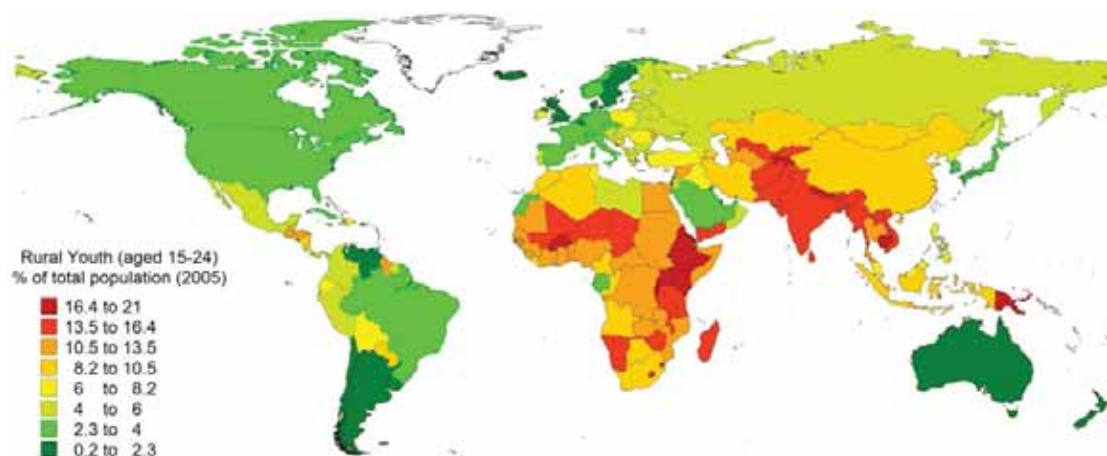 Rural Youth (aged 15-24)
% of total population (2005)
16.4 to 21
13.5 to 16.4
10.5 to 13.5
8.2 to 10.5
6 to 8.2
4 to 6
2.3 to 4
0.2 to 2.3